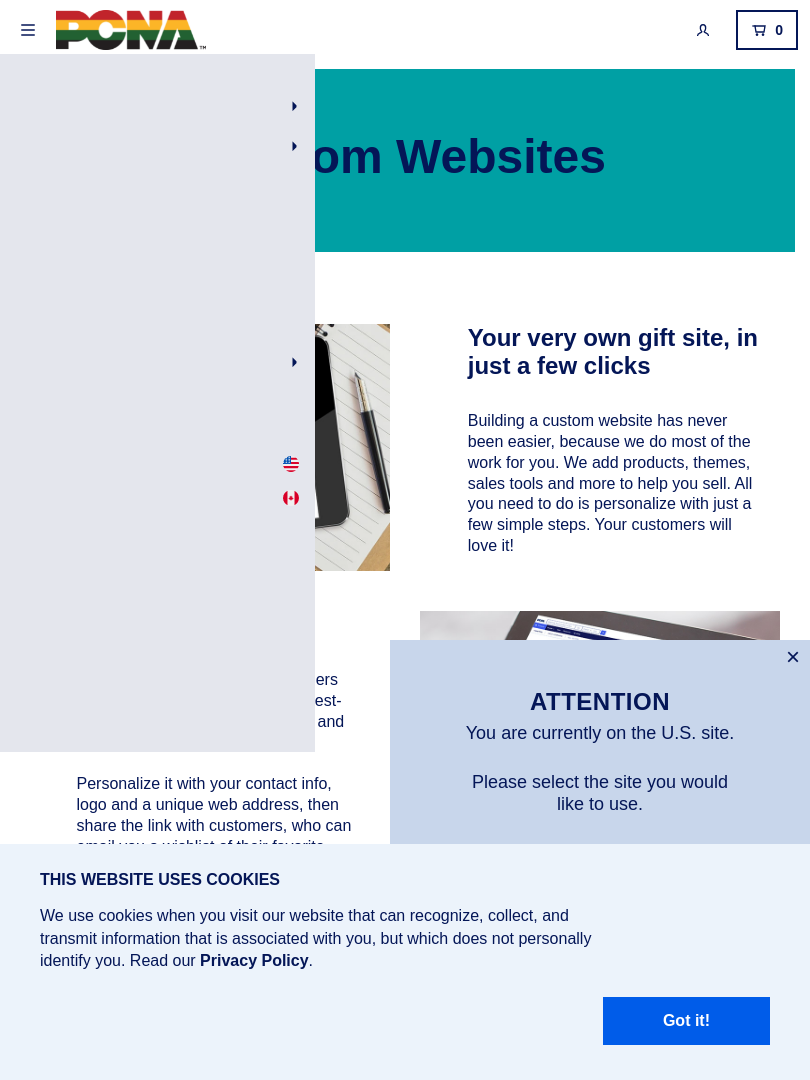 PCNA™
0
om Websites
Your very own gift site, in
just a few clicks
Building a custom website has never
been easier, because we do most of the
work for you. We add products, themes,
sales tools and more to help you sell. All
you need to do is personalize with just a
few simple steps. Your customers will
love it!
ers
est-
and
Personalize it with your contact info,
logo and a unique web address, then
share the link with customers, who can
email you a wishlist of their favorite
ATTENTION
You are currently on the U.S. site.
Please select the site you would
like to use.
THIS WEBSITE USES COOKIES
We use cookies when you visit our website that can recognize, collect, and
transmit information that is associated with you, but which does not personally
identify you. Read our Privacy Policy.
Got it!